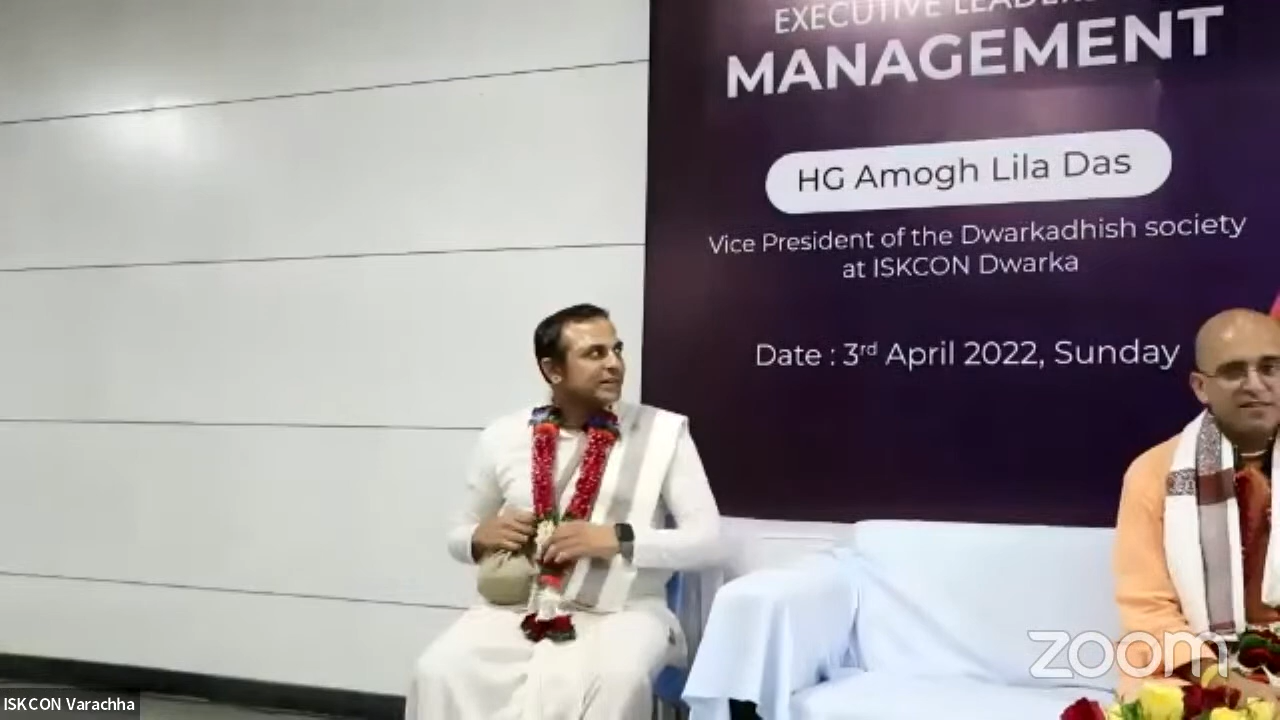 EXECUTIVE
MANAGEMENT
HG Amogh Lila Das
Vice President of the Dwarkadhish society
at ISKCON Dwarka
Date : 3rd April 2022, Sunday
zoom
ISKCON Varachha